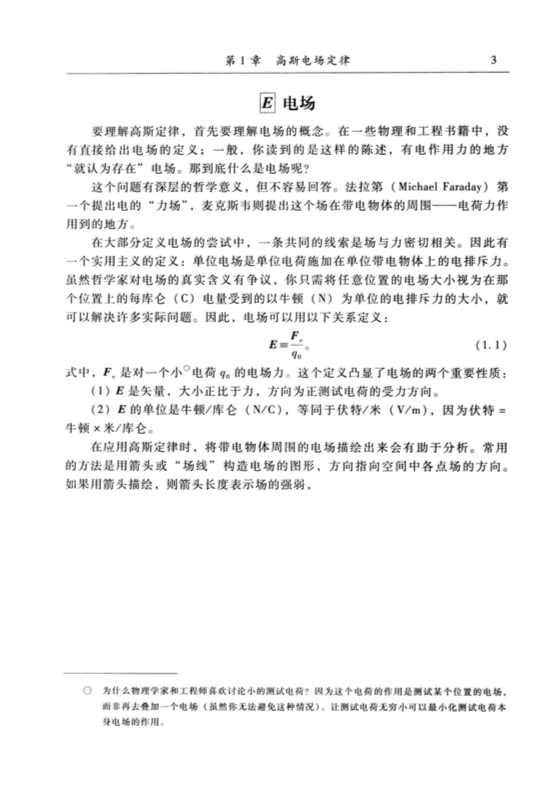 第 1 章 高斯电场定律 3
E 电场
要理解高斯定律，首先要理解电场的概念。在一些物理和工程书籍中，没
有直接给出电场的定义；一般，你读到的是这样的陈述，有电作用力的地方
“就认为存在”电场。那到底什么是电场呢？
这个问题有深层的哲学意义，但不容易回答。法拉第（Michael Faraday）第
一个提出电的“力场”，麦克斯韦则提出这个场在带电物体的周围——电荷力作
用到的地方。
在大部分定义电场的尝试中，一条共同的线索是场与力密切相关。因此有
一个实用主义的定义：单位电场是单位电荷施加在单位带电物体上的电排斥力。
虽然哲学家对电场的真实含义有争议，你只需将任意位置的电场大小视为在那
个位置上的每库仑（C）电量受到的以牛顿（N）为单位的电排斥力的大小，就
可以解决许多实际问题。因此，电场可以用以下关系定义：
E≡Fe/q0。 (1.1)
式中，Fe 是对一个小㊀电荷 q0 的电场力。这个定义凸显了电场的两个重要性质：
（1）E 是矢量，大小正比于力，方向为正测试电荷的受力方向。
（2）E 的单位是牛顿/库仑（N/C），等同于伏特/米（V/m），因为伏特 =
牛顿×米/库仑。
在应用高斯定律时，将带电物体周围的电场描绘出来会有助于分析。常用
的方法是用箭头或“场线”构造电场的图形，方向指向空间中各点场的方向。
如果用箭头描绘，则箭头长度表示场的强弱，
㊀ 为什么物理学家和工程师喜欢讨论小的测试电荷？因为这个电荷的作用是测试某个位置的电场，
而非再去叠加一个电场（虽然你无法避免这种情况）。让测试电荷无穷小可以最小化测试电荷本
身电场的作用。